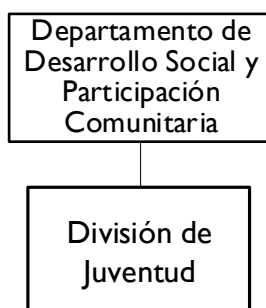 Departamento de
Desarrollo Social y
Participación
Comunitaria
División de
Juventud